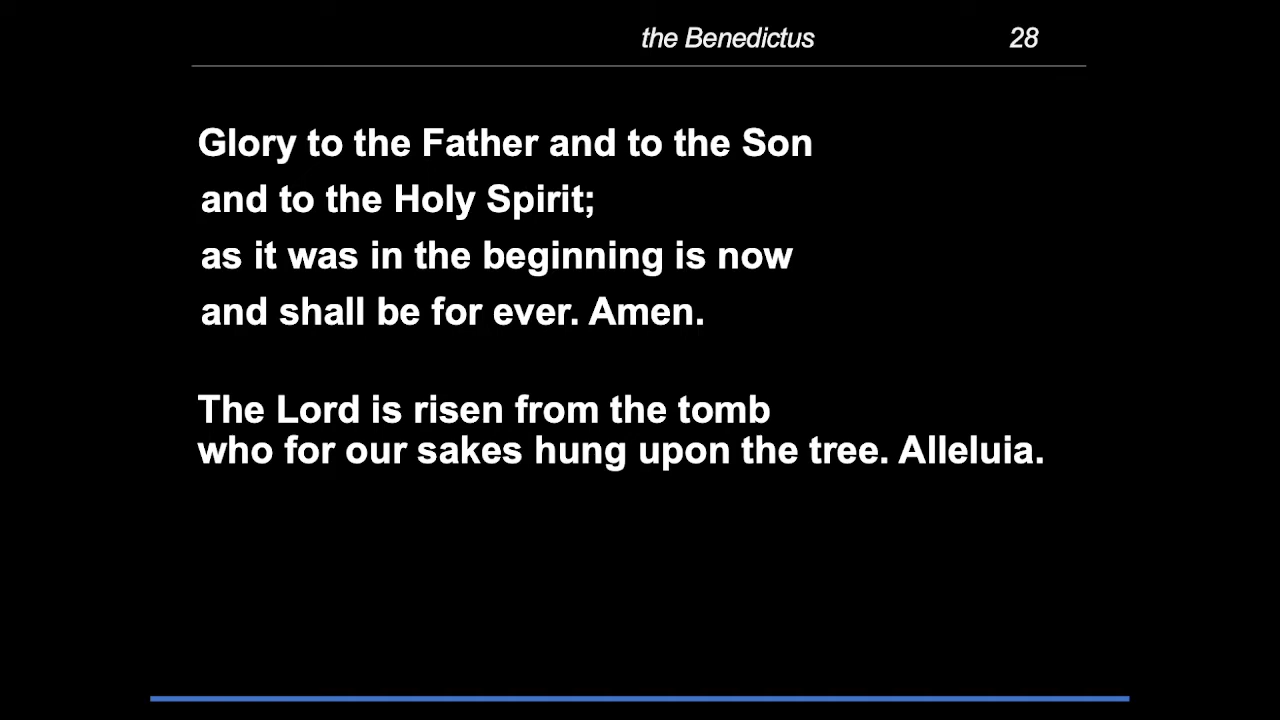 the Benedictus 28
Glory to the Father and to the Son
and to the Holy Spirit;
as it was in the beginning is now
and shall be for ever. Amen.
The Lord is risen from the tomb
who for our sakes hung upon the tree. Alleluia.